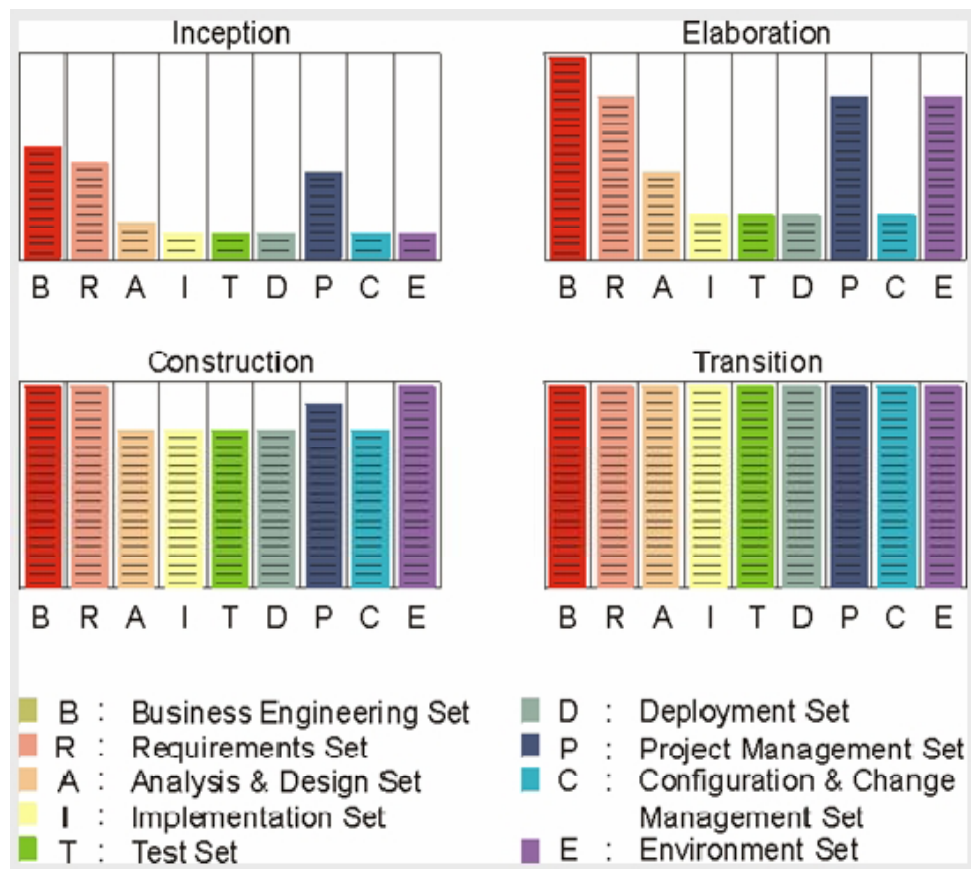 Inception
B R A I T D P C E
Elaboration
B R A I T D P C E
Construction
B R A I T D P C E
Transition
B R A I T D P C E
B : Business Engineering Set
R : Requirements Set
A : Analysis & Design Set
I : Implementation Set
T : Test Set
D : Deployment Set
P : Project Management Set
C : Configuration & Change
Management Set
E : Environment Set